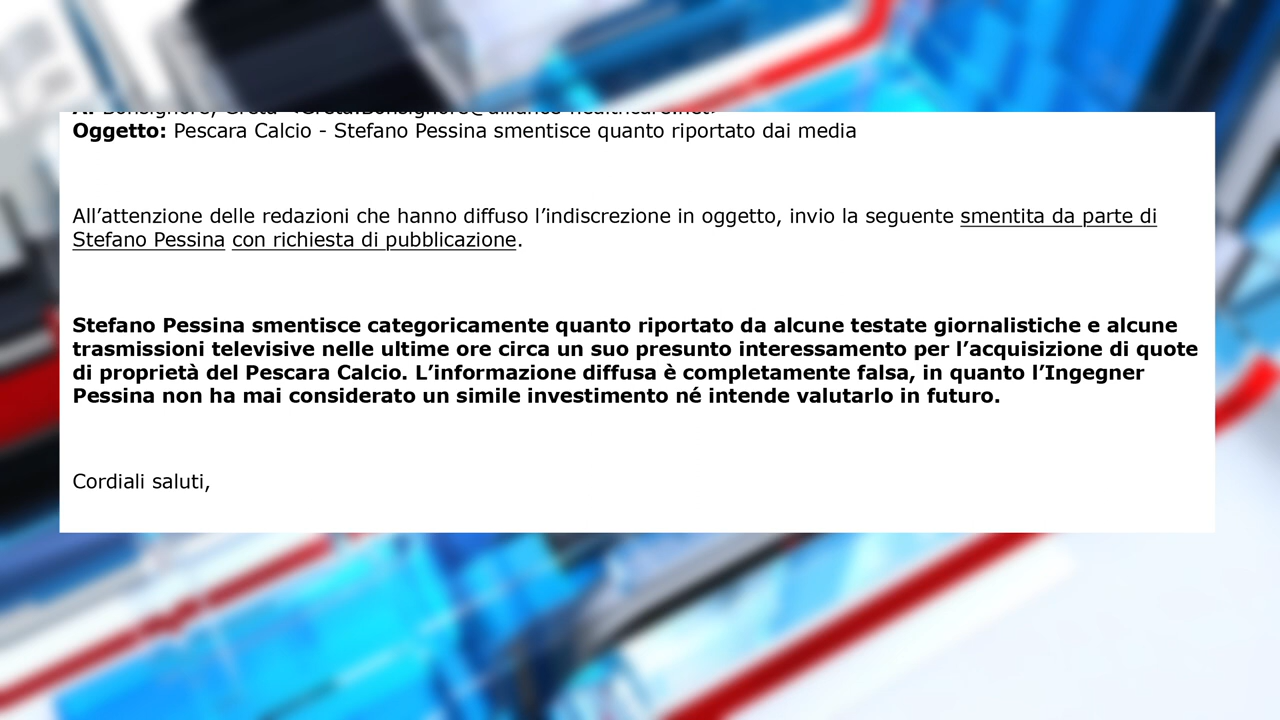 Oggetto: Pescara Calcio - Stefano Pessina smentisce quanto riportato dai media
All’attenzione delle redazioni che hanno diffuso l’indiscrezione in oggetto, invio la seguente smentita da parte di
Stefano Pessina con richiesta di pubblicazione.
Stefano Pessina smentisce categoricamente quanto riportato da alcune testate giornalistiche e alcune
trasmissioni televisive nelle ultime ore circa un suo presunto interessamento per l’acquisizione di quote
di proprietà del Pescara Calcio. L’informazione diffusa è completamente falsa, in quanto l’Ingegner
Pessina non ha mai considerato un simile investimento né intende valutarlo in futuro.
Cordiali saluti,